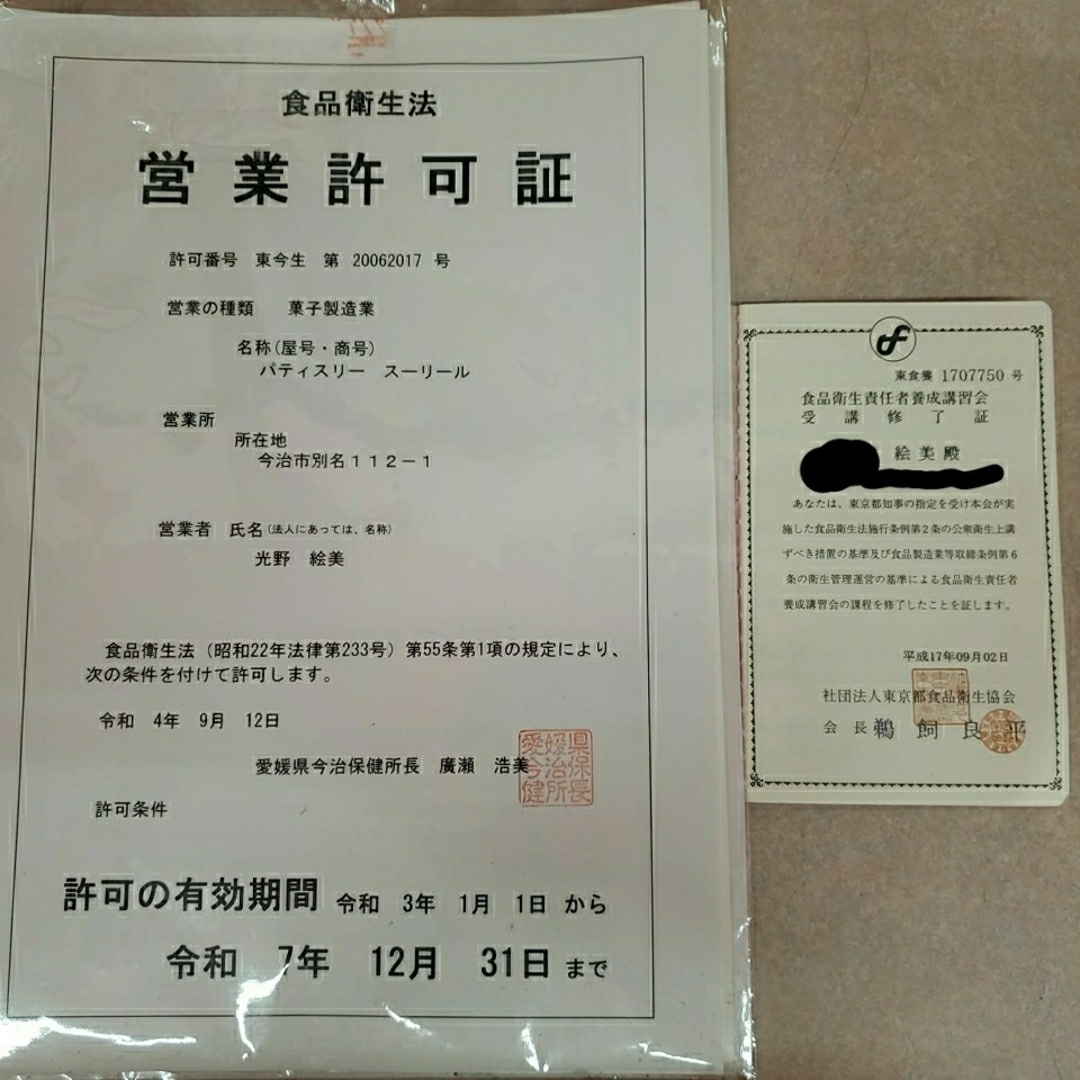 食品衛生法
営業許可証
許可番号 東今生 第 20062017 号
営業の種類 菓子製造業
名称(屋号・商号)
パティスリー スーリール
営業所
所在地
今治市別名112-1
営業者 氏名(法人にあっては、名称)
光野 絵美
食品衛生法(昭和22年法律第233号)第55条第1項の規定により、
次の条件を付けて許可します。
令和 4年 9月 12日
愛媛県今治保健所長 廣瀬 浩美
愛媛県
今治保
健所長
許可条件
許可の有効期間 令和 3年 1月 1日 から
令和 7年 12月 31日 まで
東食養 1707750 号
食品衛生責任者養成講習会
受講修了証
絵美殿
あなたは、東京都知事の指定を受け本会が実
施した食品衛生法施行条例第2条の公衆衛生上講
ずべき措置の基準及び食品製造業等取締条例第6
条の衛生管理運営の基準による食品衛生責任者
養成講習会の課程を修了したことを証します。
平成17年09月02日
社団法人東京都食品衛生協会
会長 鵜飼良平